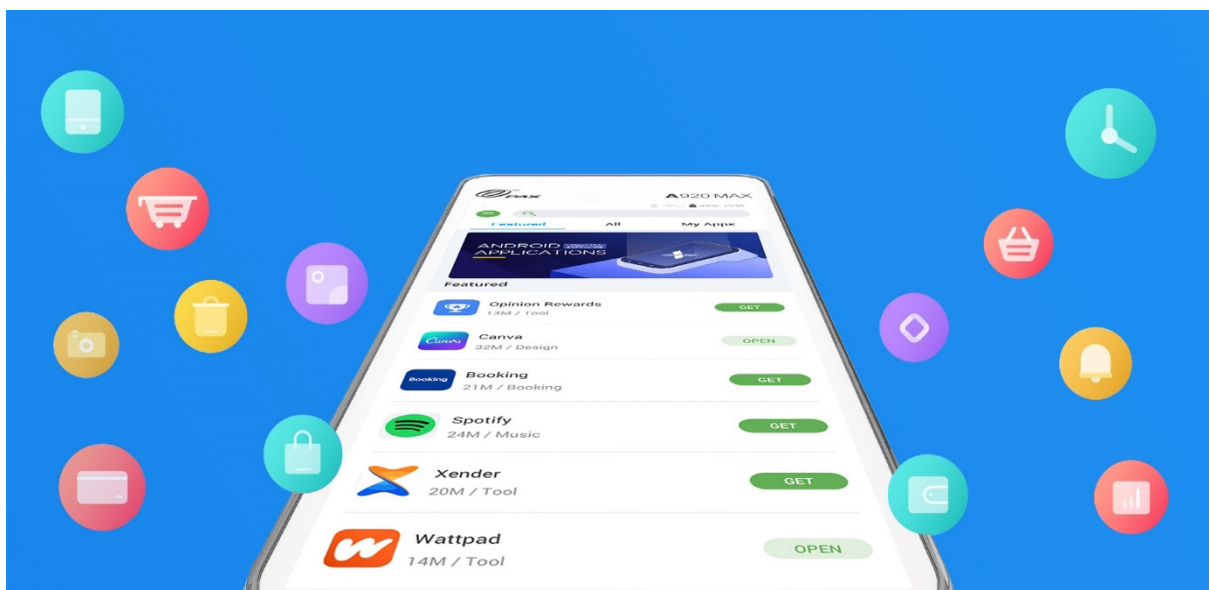 PAX
A920 MAX
Featured
All
My Apps
ANDROID
APPLICATIONS
Featured
Opinion Rewards
GET
13M / Tool
Canva
Canva
OPEN
32M / Design
Booking
Booking
GET
21M / Booking
Spotify
GET
24M / Music
Xender
GET
20M / Tool
Wattpad
OPEN
14M / Tool